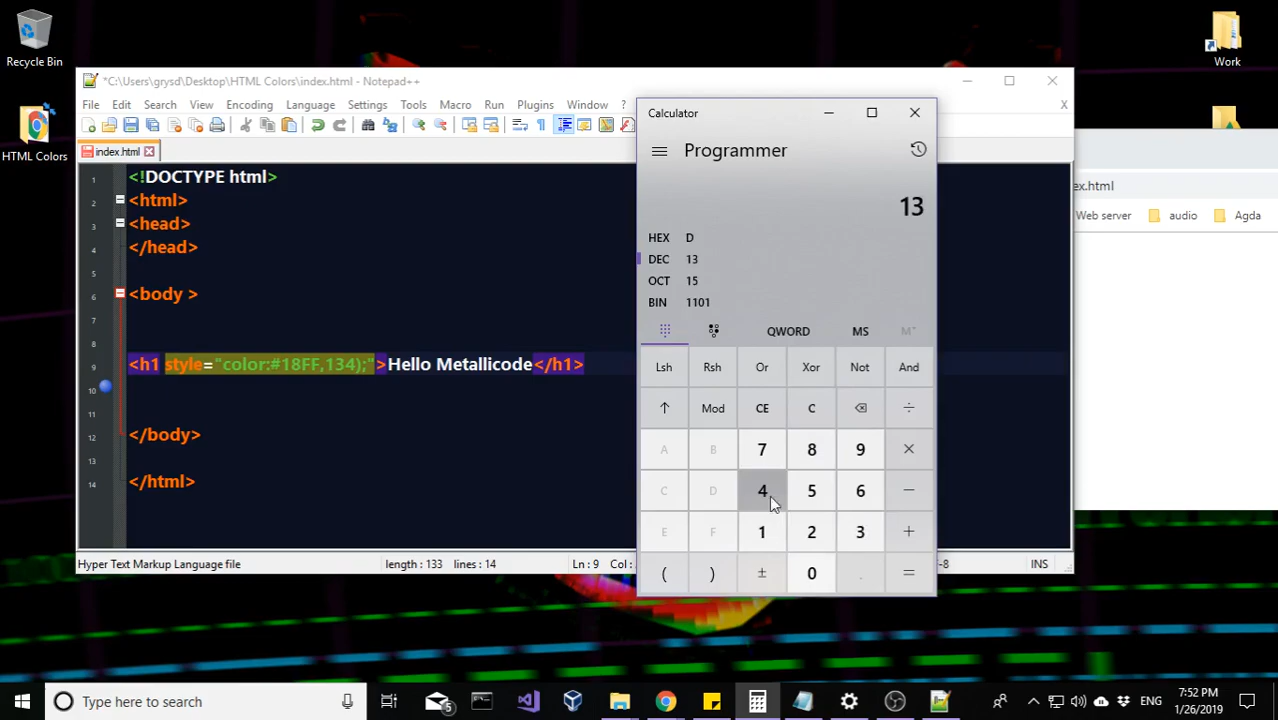 Recycle Bin
HTML Colors
Work
*C:\Users\grysd\Desktop\HTML Colors\index.html - Notepad++
File Edit Search View Encoding Language Settings Tools Macro Run Plugins Window ?
X
index.html
1 <!DOCTYPE html>
2 <html>
3 <head>
4 </head>
5
6 <body >
7
8
9 <h1 style="color:#18FF,134);">Hello Metallicode</h1>
10
11
12 </body>
13
14 </html>
Hyper Text Markup Language file length : 133 lines : 14 Ln : 9 Col : -8 INS
Calculator
Programmer
13
HEX D
DEC 13
OCT 15
BIN 1101
QWORD MS M˅
Lsh Rsh Or Xor Not And
↑ Mod CE C ⌫ ÷
A B 7 8 9 ×
C D 4 5 6 −
E F 1 2 3 +
( ) ± 0 . =
ex.html
Web server audio Agda
Type here to search
5
ENG
7:52 PM
1/26/2019